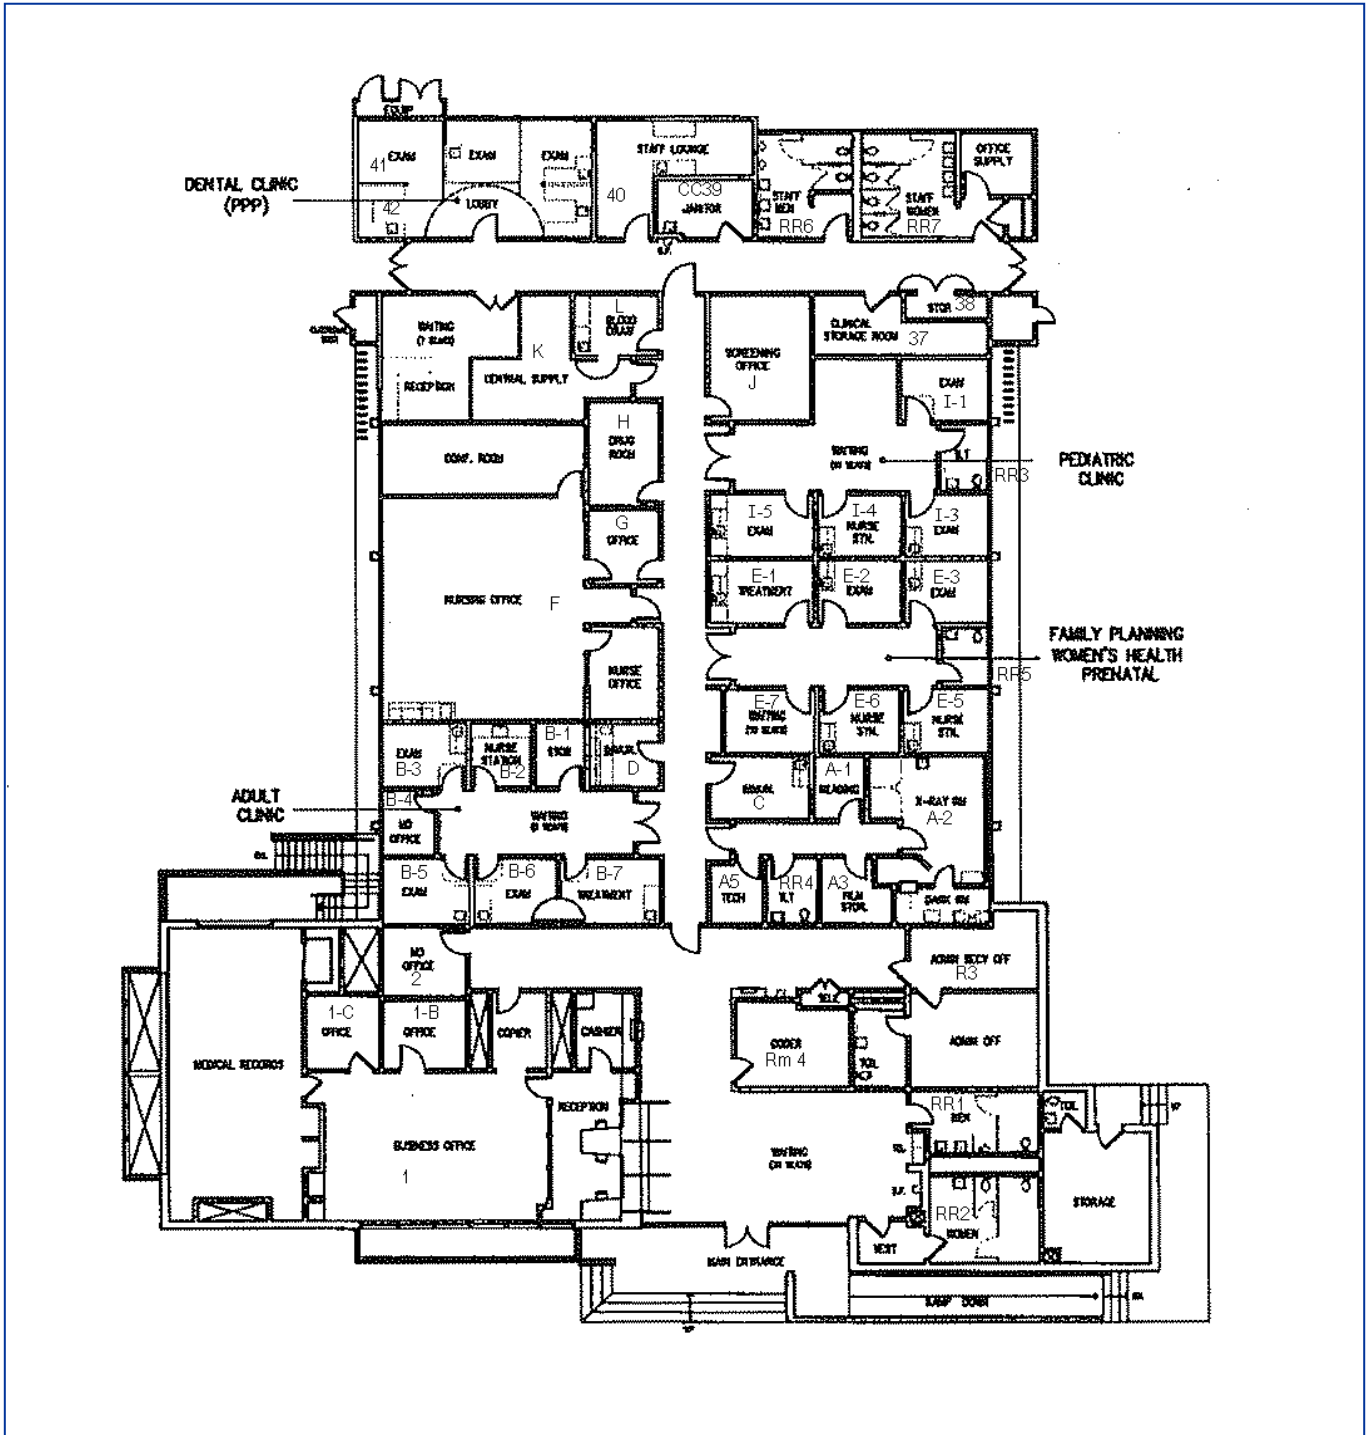 EQUIP
EXAM
41
EXAM
EXAM
STAFF LOUNGE
OFFICE
SUPPLY
DENTAL CLINIC
(PPP)
42
LOBBY
40
CC39
JANITOR
STAFF
MEN
RR6
STAFF
WOMEN
RR7
D.F.
L
BLOOD
DRAW
STOR
38
WAITING
CLINICAL
STORAGE ROOM
37
K
RECEPTION
CENTRAL SUPPLY
SCREENING
OFFICE
J
EXAM
I-1
H
DRUG
ROOM
CONF. ROOM
WAITING
TLT
RR3
PEDIATRIC
CLINIC
G
OFFICE
I-5
EXAM
I-4
NURSE
STN.
I-3
EXAM
E-1
TREATMENT
E-2
EXAM
E-3
EXAM
NURSING OFFICE
F
NURSE
OFFICE
FAMILY PLANNING
WOMEN'S HEALTH
PRENATAL
RR5
E-7
WAITING
E-6
NURSE
STN.
E-5
NURSE
STN.
EXAM
B-3
NURSE
STATION
B-2
B-1
D
C
A-1
READING
X-RAY RM
A-2
ADULT
CLINIC
B-4
MD
OFFICE
WAITING
B-5
EXAM
B-6
EXAM
B-7
TREATMENT
A5
TECH
RR4
TLT
A3
FILM
STOR.
DARK RM
MD
OFFICE
2
ADMIN SECY OFF
R3
1-C
OFFICE
1-B
OFFICE
COPIER
CASHIER
TELE
CODER
Rm 4
TOIL
ADMIN OFF
MEDICAL RECORDS
RECEPTION
RR1
MEN
TOIL
BUSINESS OFFICE
1
WAITING
D.F.
RR2
WOMEN
STORAGE
VEST
MAIN ENTRANCE
RAMP DOWN